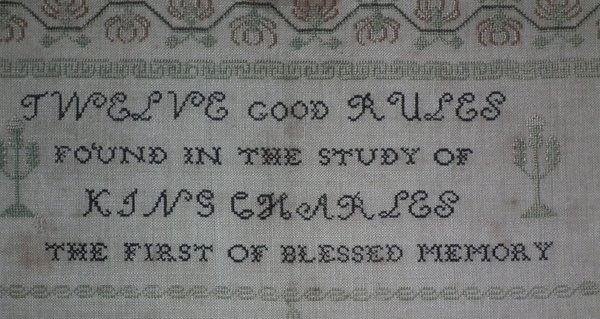 TWELVE GOOD RULES
FOUND IN THE STUDY OF
KINS CHARLES
THE FIRST OF BLESSED MEMORY